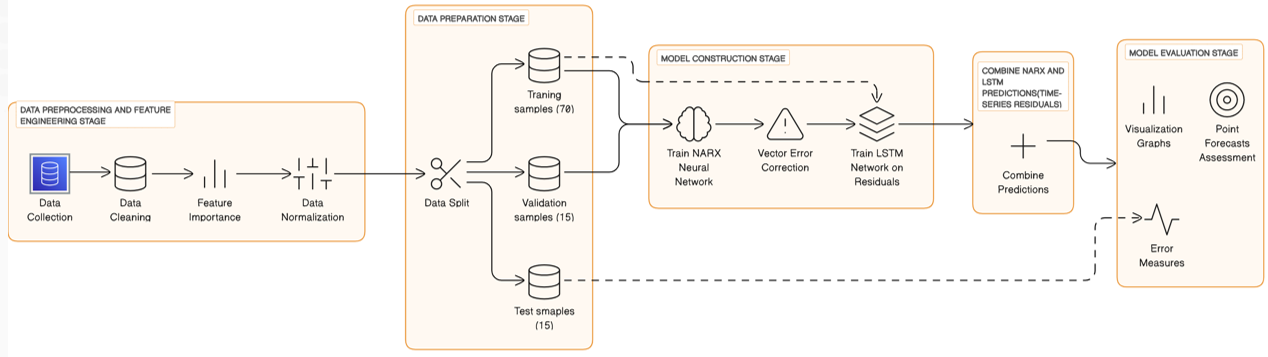 DATA PREPROCESSING AND FEATURE
ENGINEERING STAGE
Data
Collection
Data
Cleaning
Feature
Importance
Data
Normalization
DATA PREPARATION STAGE
Data Split
Traning
samples (70)
Validation
samples (15)
Test smaples
(15)
MODEL CONSTRUCTION STAGE
Train NARX
Neural
Network
Vector Error
Correction
Train LSTM
Network on
Residuals
COMBINE NARX AND
LSTM
PREDICTIONS(TIME-
SERIES RESIDUALS)
Combine
Predictions
MODEL EVALUATION STAGE
Visualization
Graphs
Point
Forecasts
Assessment
Error
Measures